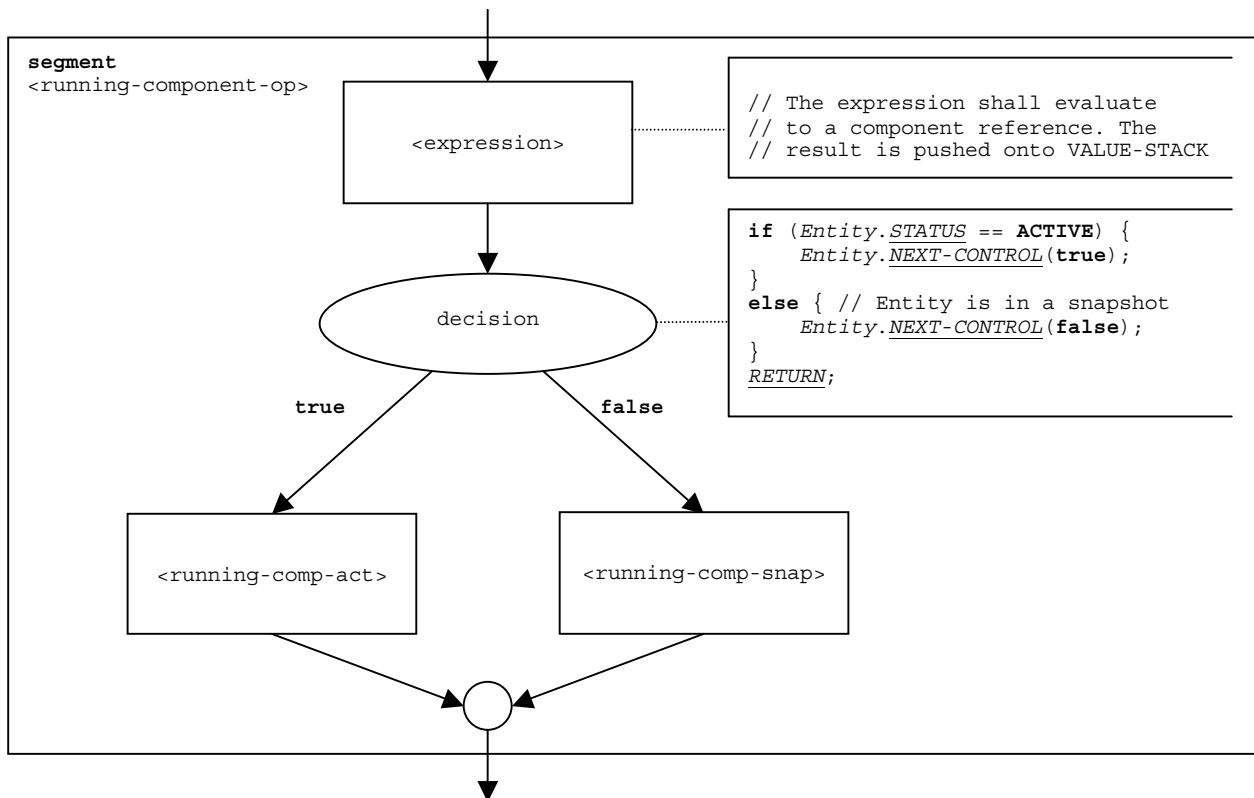 segment
<running-component-op>
<expression>
// The expression shall evaluate
// to a component reference. The
// result is pushed onto VALUE-STACK
decision
if (Entity.STATUS == ACTIVE) {
    Entity.NEXT-CONTROL(true);
}
else { // Entity is in a snapshot
    Entity.NEXT-CONTROL(false);
}
RETURN;
true
false
<running-comp-act>
<running-comp-snap>